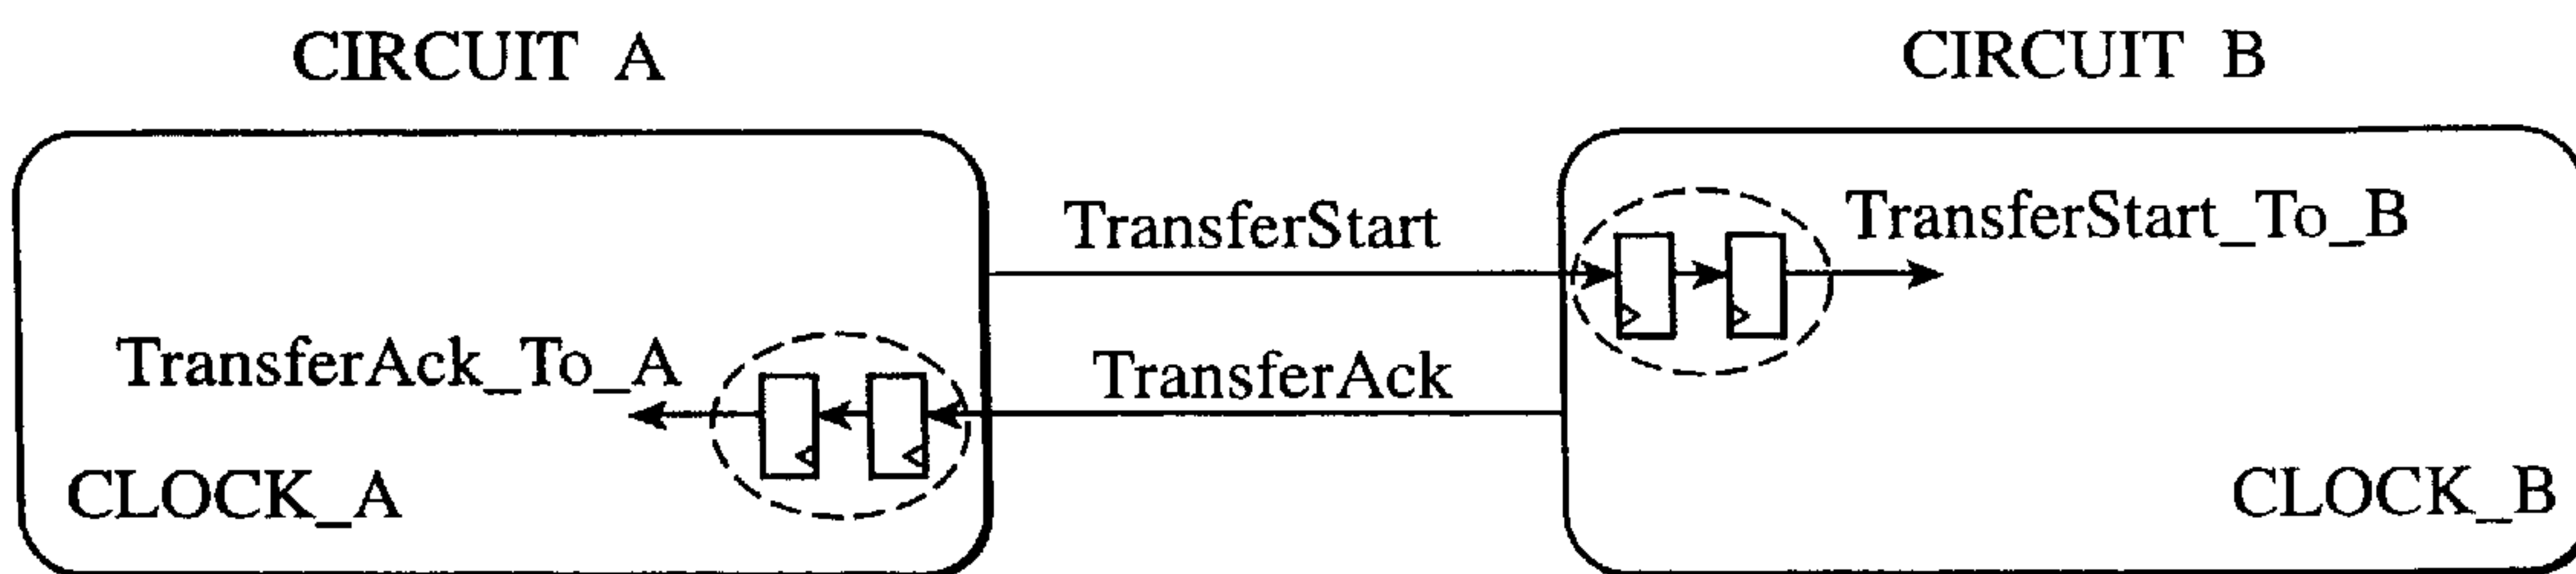 CIRCUIT A
CIRCUIT B
TransferStart
TransferStart_To_B
TransferAck_To_A
TransferAck
CLOCK_A
CLOCK_B